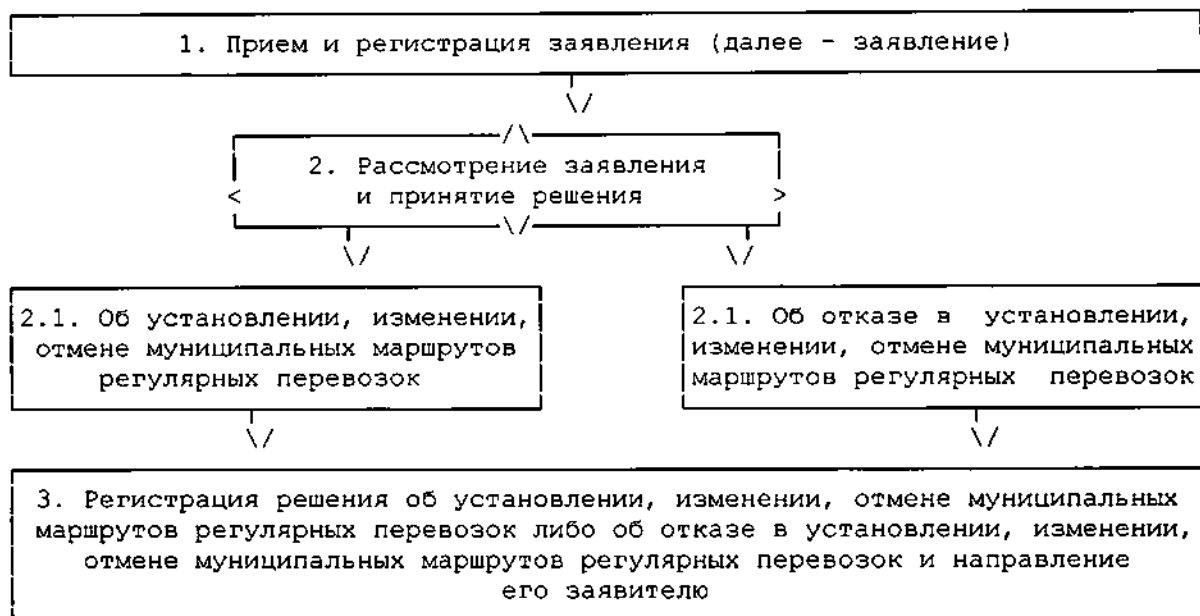 1. Прием и регистрация заявления (далее - заявление)
2. Рассмотрение заявления
и принятие решения
2.1. Об установлении, изменении,
отмене муниципальных маршрутов
регулярных перевозок
2.1. Об отказе в установлении,
изменении, отмене муниципальных
маршрутов регулярных перевозок
3. Регистрация решения об установлении, изменении, отмене муниципальных
маршрутов регулярных перевозок либо об отказе в установлении, изменении,
отмене муниципальных маршрутов регулярных перевозок и направление
его заявителю